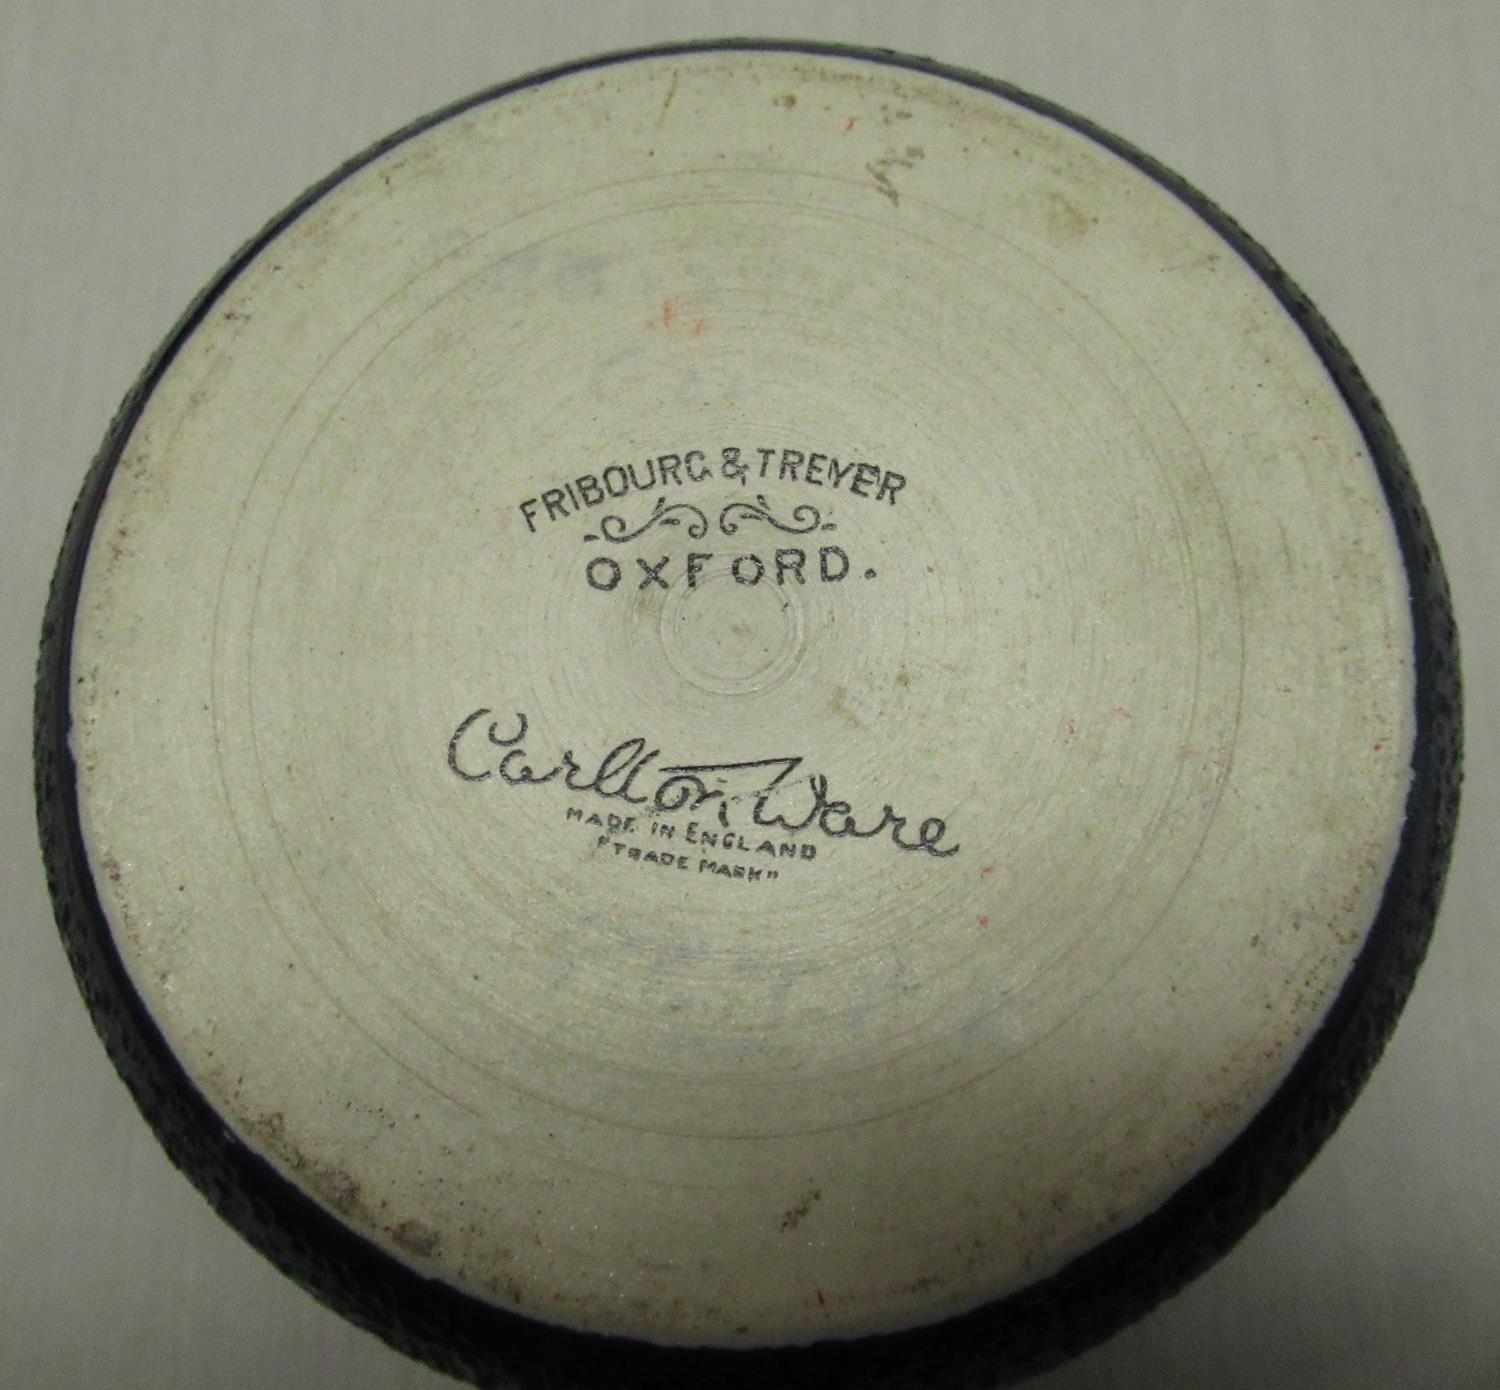 FRIBOURG & TREYER
OXFORD.
Carlton Ware
MADE IN ENGLAND
"TRADE MARK"